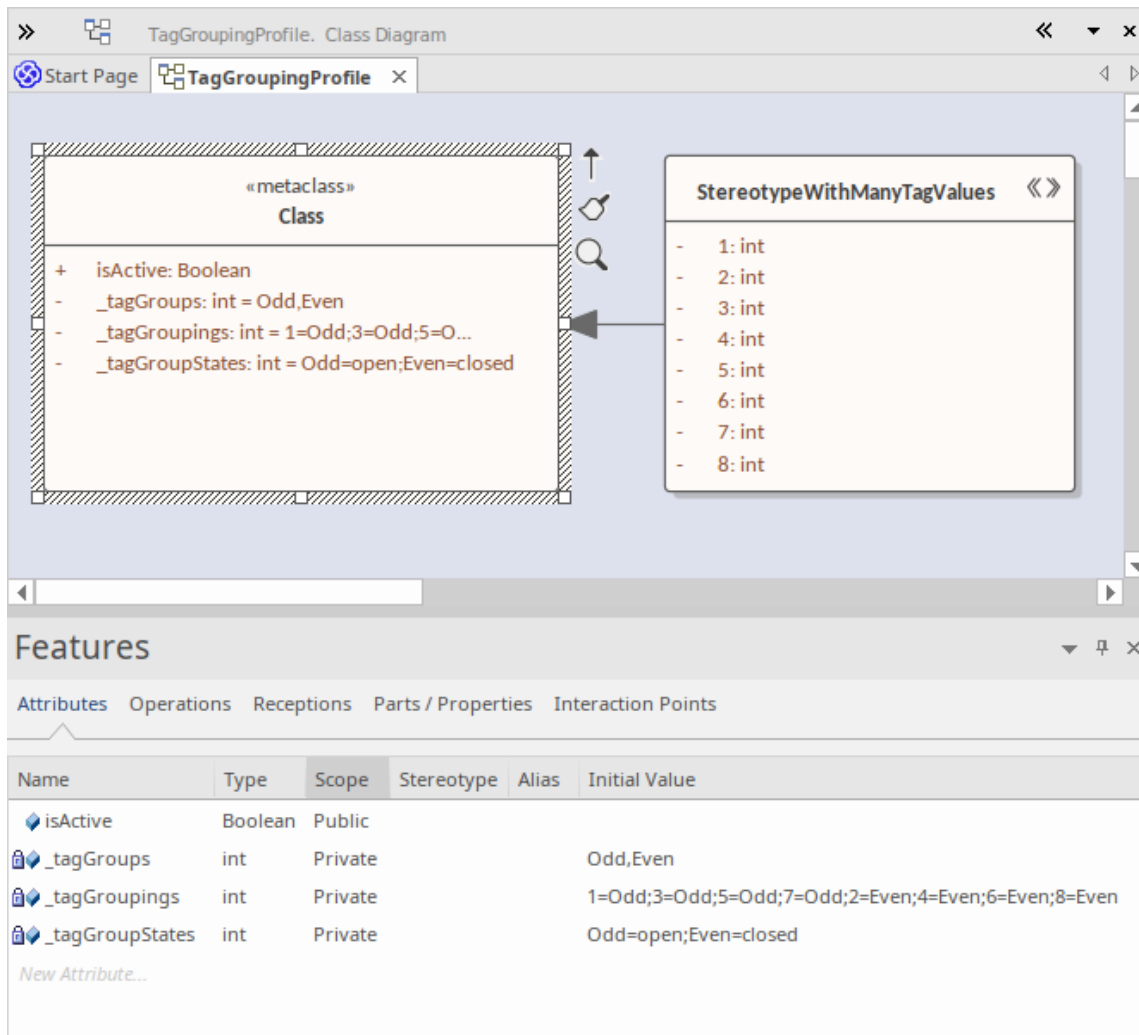 TagGroupingProfile. Class Diagram
Start Page TagGroupingProfile
«metaclass»
Class
+ isActive: Boolean
- _tagGroups: int = Odd,Even
- _tagGroupings: int = 1=Odd;3=Odd;5=O...
- _tagGroupStates: int = Odd=open;Even=closed
StereotypeWithManyTagValues «»
- 1: int
- 2: int
- 3: int
- 4: int
- 5: int
- 6: int
- 7: int
- 8: int
Features
Attributes Operations Receptions Parts / Properties Interaction Points
Name Type Scope Stereotype Alias Initial Value
isActive Boolean Public
_tagGroups int Private Odd,Even
_tagGroupings int Private 1=Odd;3=Odd;5=Odd;7=Odd;2=Even;4=Even;6=Even;8=Even
_tagGroupStates int Private Odd=open;Even=closed
New Attribute...